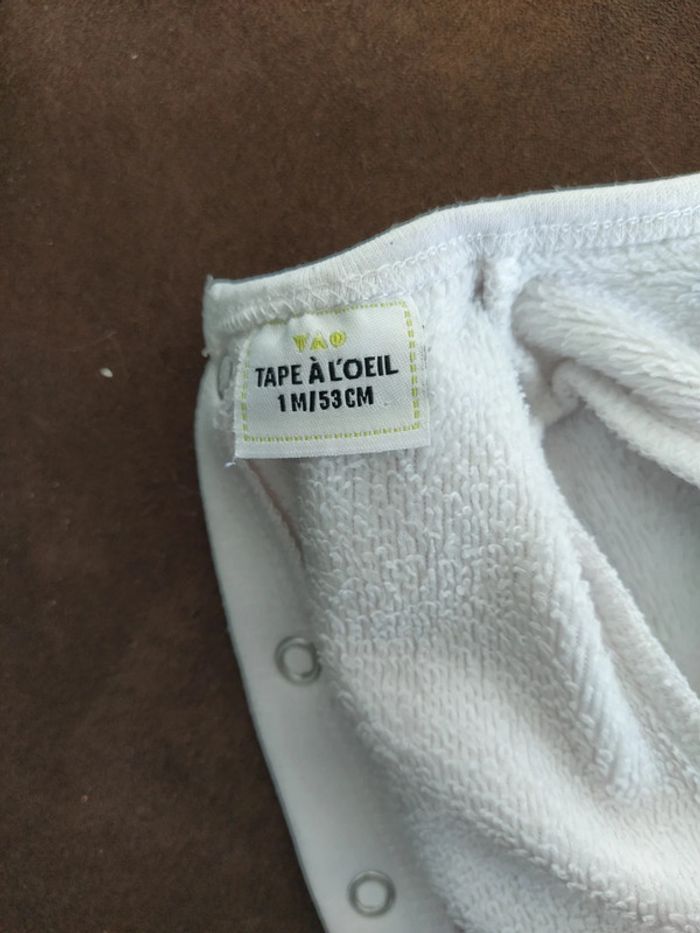 TAO
TAPE À L'OEIL
1 M/53 CM